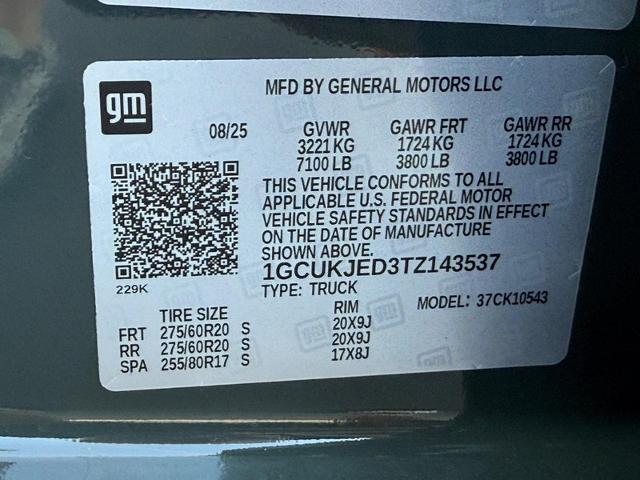 gm
MFD BY GENERAL MOTORS LLC
08/25 GVWR GAWR FRT GAWR RR
3221 KG 1724 KG 1724 KG
7100 LB 3800 LB 3800 LB
THIS VEHICLE CONFORMS TO ALL
APPLICABLE U.S. FEDERAL MOTOR
VEHICLE SAFETY STANDARDS IN EFFECT
ON THE DATE OF MANUFACTURE
SHOWN ABOVE.
229K
1GCUKJED3TZ143537
TYPE: TRUCK MODEL: 37CK10543
TIRE SIZE RIM
FRT 275/60R20 S 20X9J
RR 275/60R20 S 20X9J
SPA 255/80R17 S 17X8J